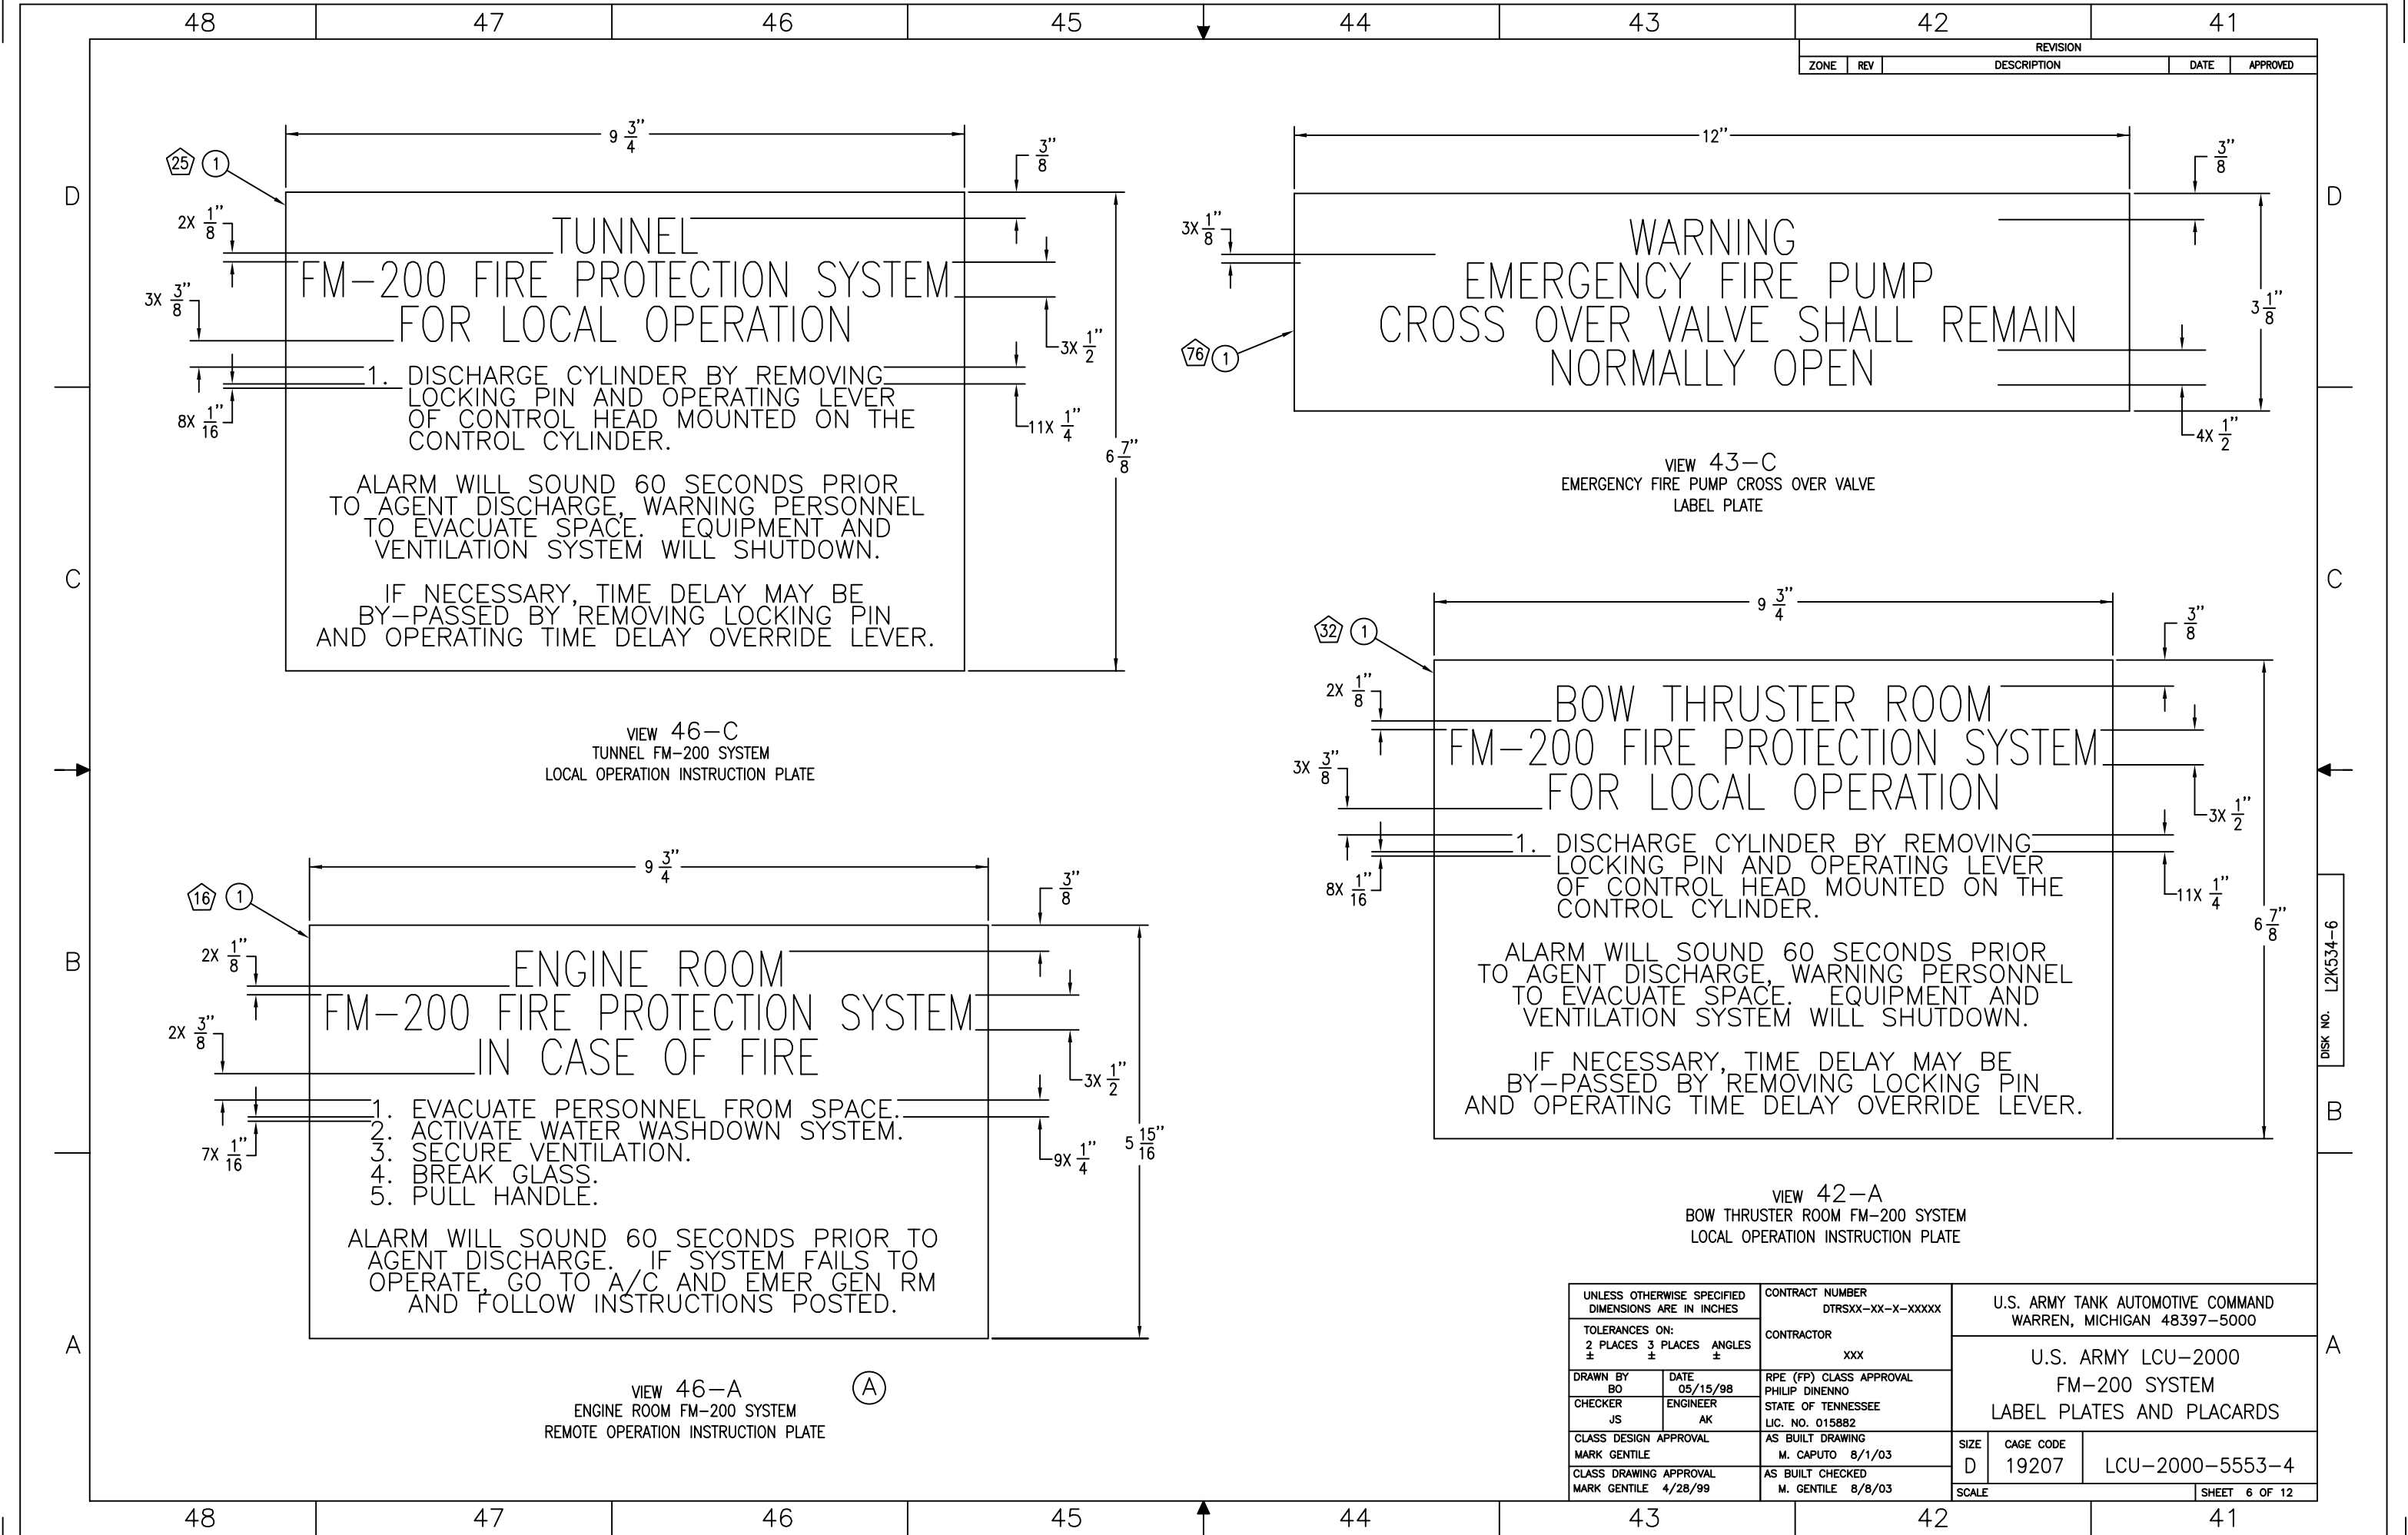 48 47 46 45 44 43 42 41
REVISION
ZONE REV DESCRIPTION DATE APPROVED
D
C
B
A
D
C
B
A
25 1
9 3/4"
3/8"
2X 1/8"
3X 3/8"
8X 1/16"
3X 1/2"
11X 1/4"
6 7/8"
TUNNEL
FM-200 FIRE PROTECTION SYSTEM
FOR LOCAL OPERATION
1. DISCHARGE CYLINDER BY REMOVING
LOCKING PIN AND OPERATING LEVER
OF CONTROL HEAD MOUNTED ON THE
CONTROL CYLINDER.
ALARM WILL SOUND 60 SECONDS PRIOR
TO AGENT DISCHARGE, WARNING PERSONNEL
TO EVACUATE SPACE. EQUIPMENT AND
VENTILATION SYSTEM WILL SHUTDOWN.
IF NECESSARY, TIME DELAY MAY BE
BY-PASSED BY REMOVING LOCKING PIN
AND OPERATING TIME DELAY OVERRIDE LEVER.
VIEW 46-C
TUNNEL FM-200 SYSTEM
LOCAL OPERATION INSTRUCTION PLATE
12"
3/8"
3X 1/8"
76 1
3 1/8"
4X 1/2"
WARNING
EMERGENCY FIRE PUMP
CROSS OVER VALVE SHALL REMAIN
NORMALLY OPEN
VIEW 43-C
EMERGENCY FIRE PUMP CROSS OVER VALVE
LABEL PLATE
16 1
9 3/4"
3/8"
2X 1/8"
2X 3/8"
7X 1/16"
3X 1/2"
9X 1/4"
5 15/16"
ENGINE ROOM
FM-200 FIRE PROTECTION SYSTEM
IN CASE OF FIRE
1. EVACUATE PERSONNEL FROM SPACE.
2. ACTIVATE WATER WASHDOWN SYSTEM.
3. SECURE VENTILATION.
4. BREAK GLASS.
5. PULL HANDLE.
ALARM WILL SOUND 60 SECONDS PRIOR TO
AGENT DISCHARGE. IF SYSTEM FAILS TO
OPERATE, GO TO A/C AND EMER GEN RM
AND FOLLOW INSTRUCTIONS POSTED.
VIEW 46-A
A
ENGINE ROOM FM-200 SYSTEM
REMOTE OPERATION INSTRUCTION PLATE
32 1
9 3/4"
3/8"
2X 1/8"
3X 3/8"
8X 1/16"
3X 1/2"
11X 1/4"
6 7/8"
BOW THRUSTER ROOM
FM-200 FIRE PROTECTION SYSTEM
FOR LOCAL OPERATION
1. DISCHARGE CYLINDER BY REMOVING
LOCKING PIN AND OPERATING LEVER
OF CONTROL HEAD MOUNTED ON THE
CONTROL CYLINDER.
ALARM WILL SOUND 60 SECONDS PRIOR
TO AGENT DISCHARGE, WARNING PERSONNEL
TO EVACUATE SPACE. EQUIPMENT AND
VENTILATION SYSTEM WILL SHUTDOWN.
IF NECESSARY, TIME DELAY MAY BE
BY-PASSED BY REMOVING LOCKING PIN
AND OPERATING TIME DELAY OVERRIDE LEVER.
VIEW 42-A
BOW THRUSTER ROOM FM-200 SYSTEM
LOCAL OPERATION INSTRUCTION PLATE
DISK NO. L2K534-6
UNLESS OTHERWISE SPECIFIED
DIMENSIONS ARE IN INCHES
TOLERANCES ON:
2 PLACES 3 PLACES ANGLES
± ± ±
DRAWN BY
BO
DATE
05/15/98
CHECKER
JS
ENGINEER
AK
CLASS DESIGN APPROVAL
MARK GENTILE
CLASS DRAWING APPROVAL
MARK GENTILE 4/28/99
CONTRACT NUMBER
DTRSXX-XX-X-XXXXX
CONTRACTOR
XXX
RPE (FP) CLASS APPROVAL
PHILIP DINENNO
STATE OF TENNESSEE
LIC. NO. 015882
AS BUILT DRAWING
M. CAPUTO 8/1/03
AS BUILT CHECKED
M. GENTILE 8/8/03
U.S. ARMY TANK AUTOMOTIVE COMMAND
WARREN, MICHIGAN 48397-5000
U.S. ARMY LCU-2000
FM-200 SYSTEM
LABEL PLATES AND PLACARDS
SIZE
D
CAGE CODE
19207
LCU-2000-5553-4
SCALE
SHEET 6 OF 12
48 47 46 45 44 43 42 41